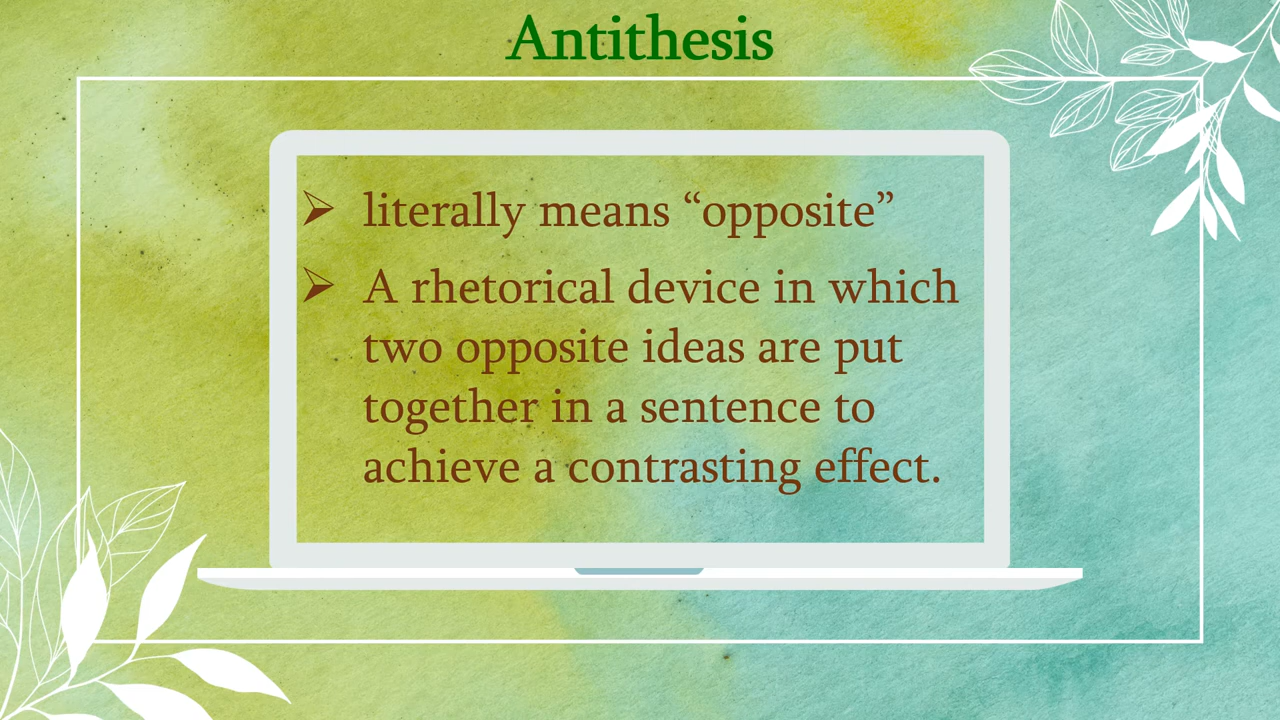 Antithesis
➢ literally means “opposite”
➢ A rhetorical device in which
two opposite ideas are put
together in a sentence to
achieve a contrasting effect.